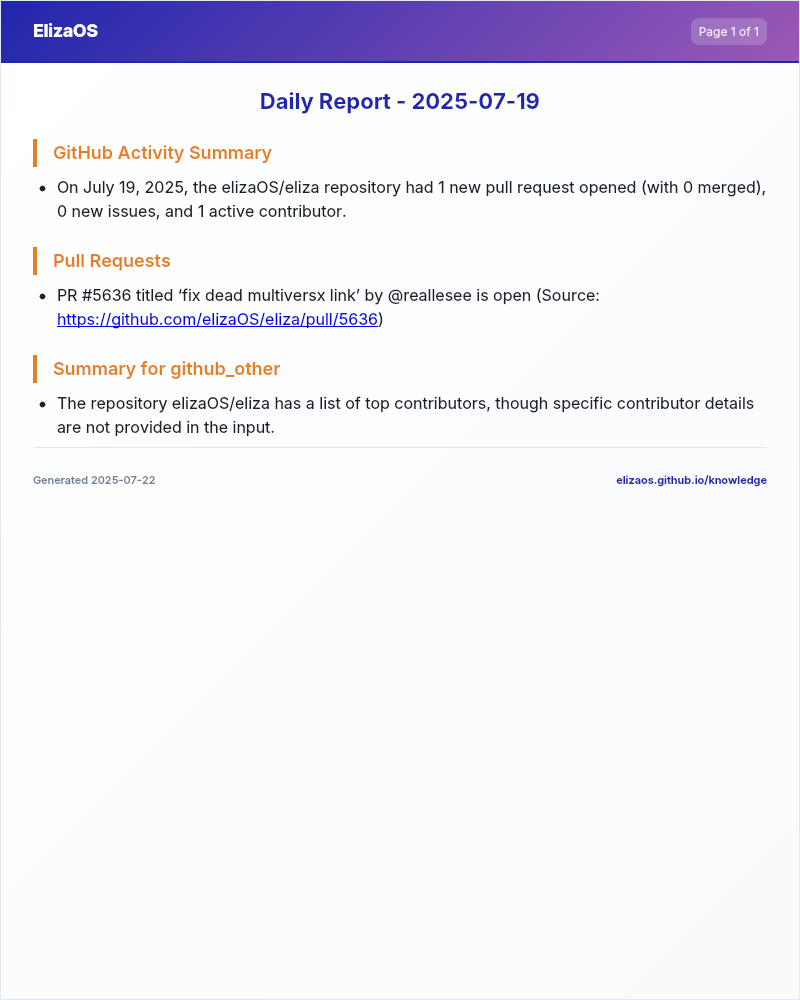 ElizaOS
Page 1 of 1
Daily Report - 2025-07-19
GitHub Activity Summary
• On July 19, 2025, the elizaOS/eliza repository had 1 new pull request opened (with 0 merged),
0 new issues, and 1 active contributor.
Pull Requests
• PR #5636 titled ‘fix dead multiversx link’ by @reallesee is open (Source:
https://github.com/elizaOS/eliza/pull/5636)
Summary for github_other
• The repository elizaOS/eliza has a list of top contributors, though specific contributor details
are not provided in the input.
Generated 2025-07-22
elizaos.github.io/knowledge